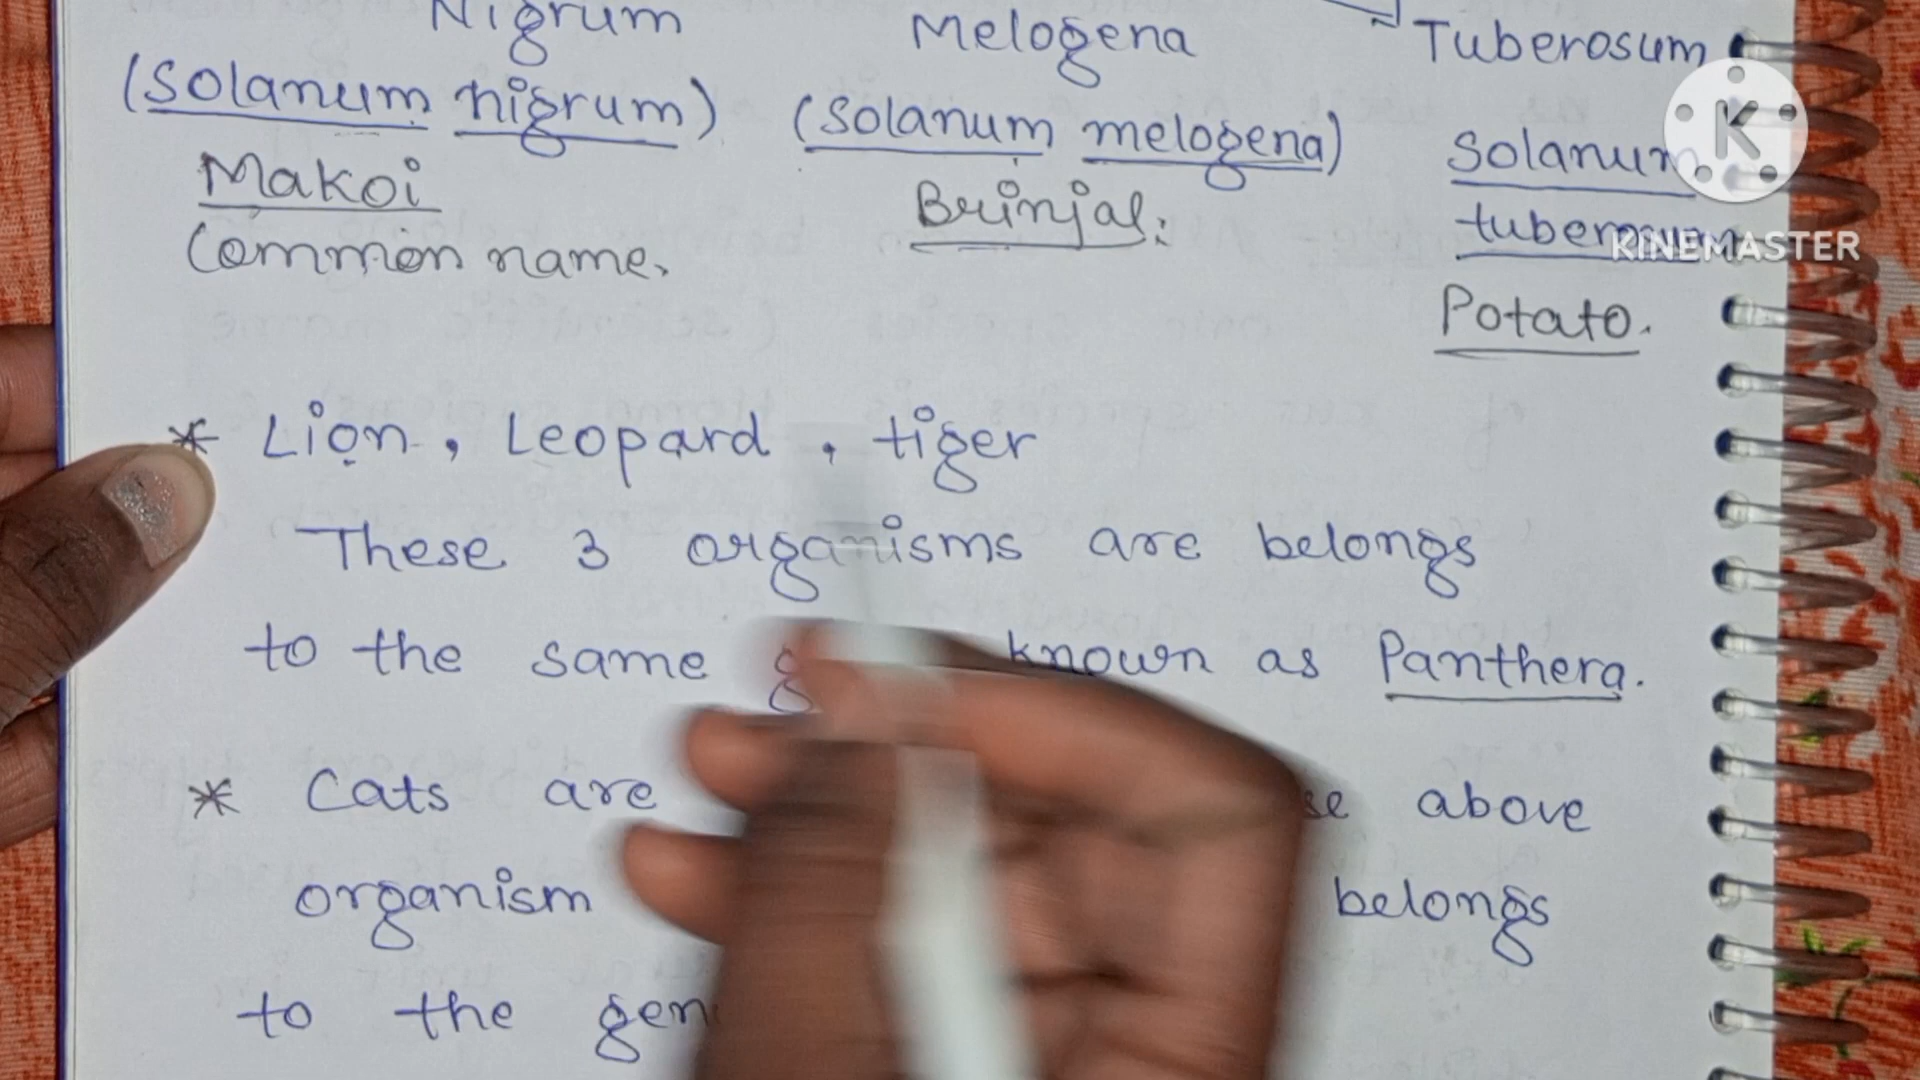 Nigrum Melogena Tuberosum
(Solanum nigrum) (Solanum melogena) Solanum
Makoi Brinjal: tuberosum
Common name. Potato.
K
KINEMASTER
* Lion, Leopard, tiger
These 3 organisms are belongs
to the same known as Panthera.
* Cats are above
organism belongs
to the